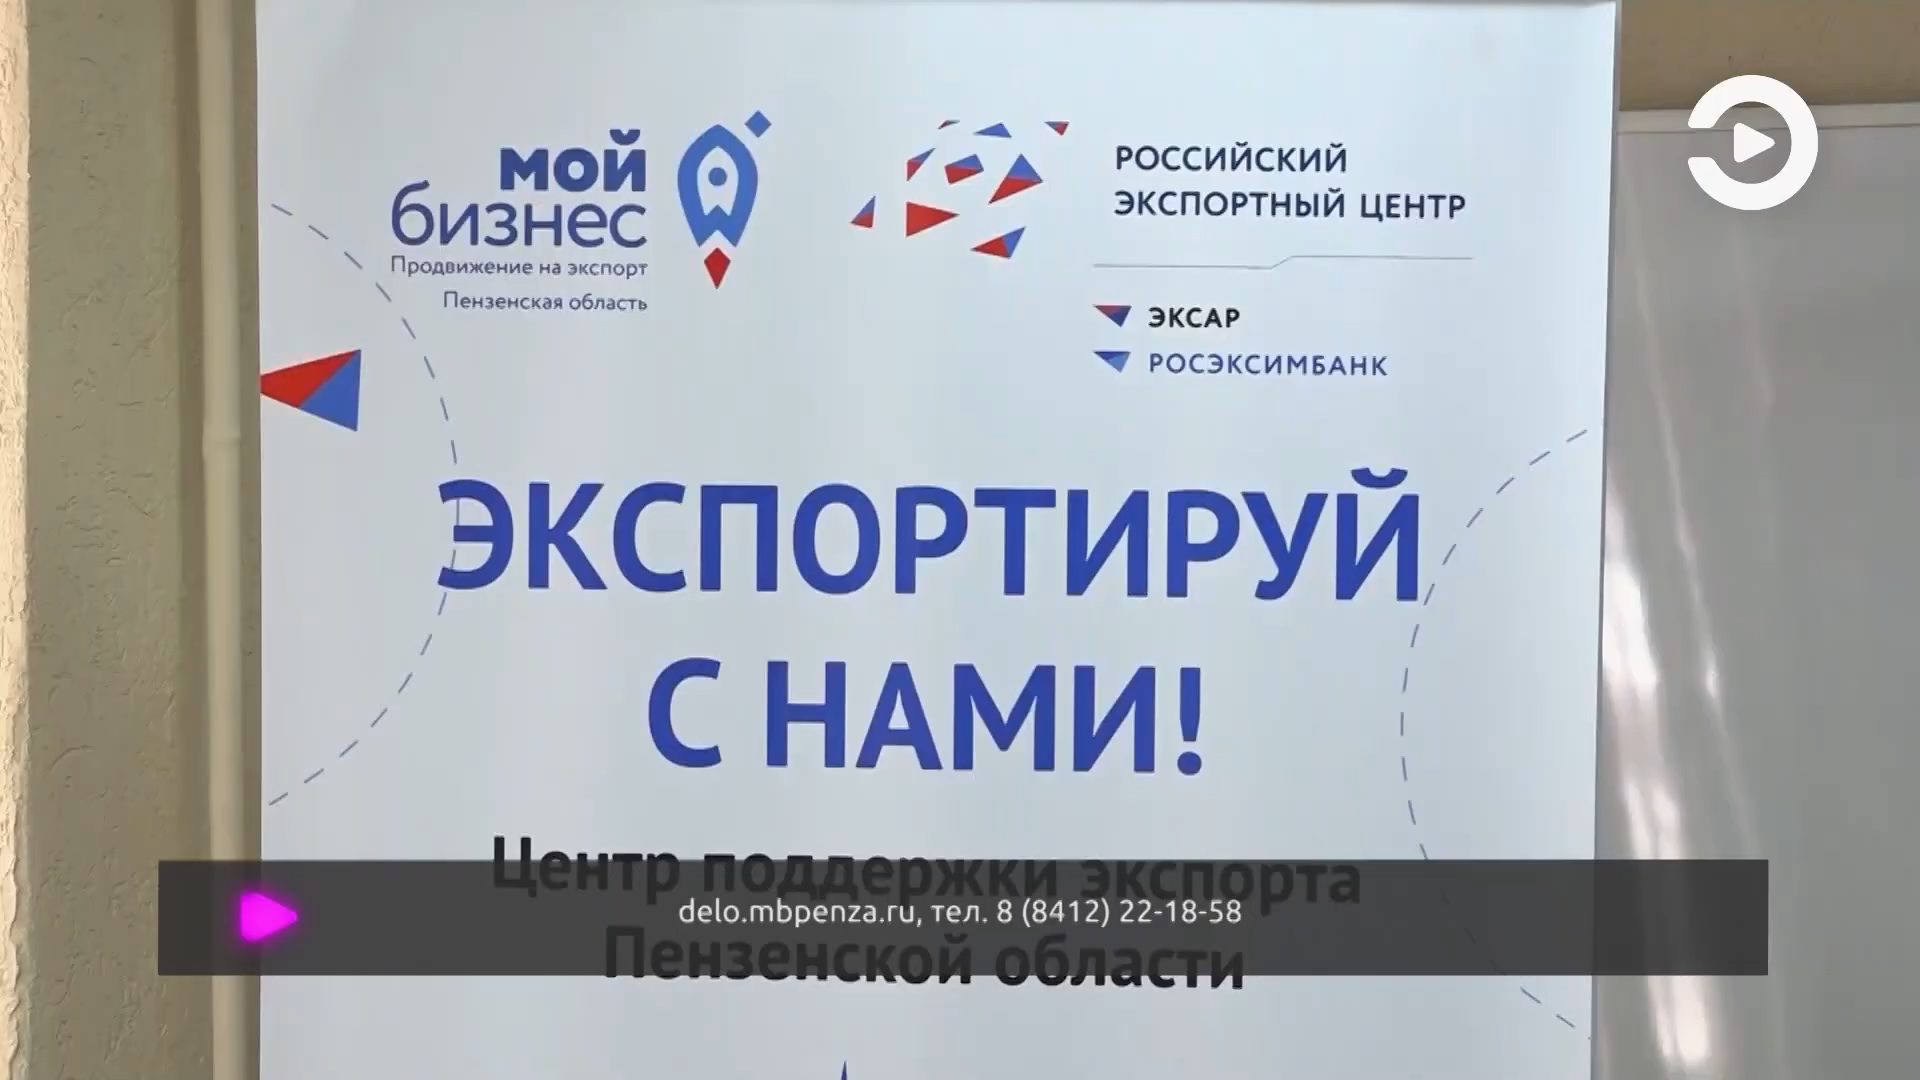 мой
бизнес
Продвижение на экспорт
Пензенская область
РОССИЙСКИЙ
ЭКСПОРТНЫЙ ЦЕНТР
ЭКСАР
РОСЭКСИМБАНК
ЭКСПОРТИРУЙ
С НАМИ!
Центр поддержки экспорта
delo.mbpenza.ru, тел. 8 (8412) 22-18-58
Пензенской области